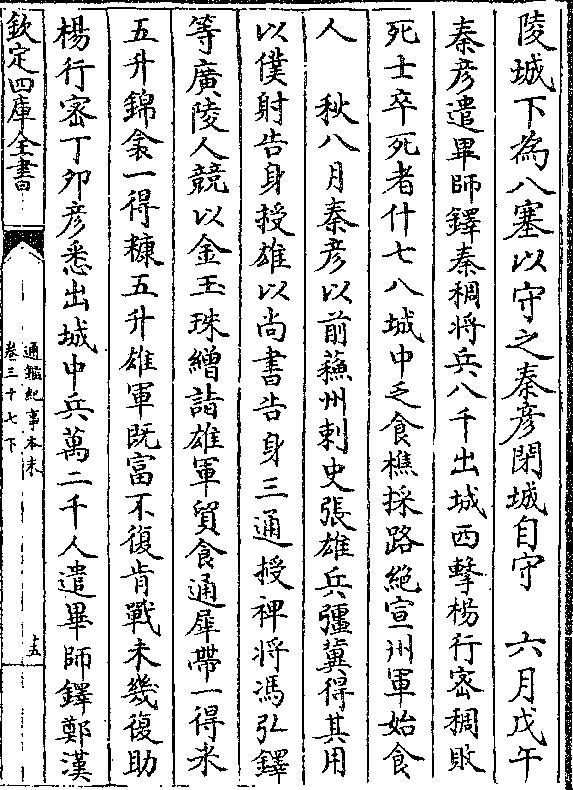 陵城下為八寨以守之秦彦閉城自守　六月戊午
秦彦遣畢師鐸秦稠將兵八千出城西擊楊行宻稠敗
死士卒死者什七八城中乏食樵採路絶宣州軍始食
人　秋八月秦彦以前蘓州刺史張雄兵彊冀得其用
以僕射告身授雄以尚書告身三通授裨將馮弘鐸
等廣陵人競以金玉珠繒詣雄軍貿食通犀帶一得米
五升錦衾一得糠五升雄軍既富不復肯戰未幾復助
楊行宻丁卯彦悉出城中兵萬二千人遣畢師鐸鄭漢
欽定四庫全書
通鑑紀事本末
卷三十七下
十五